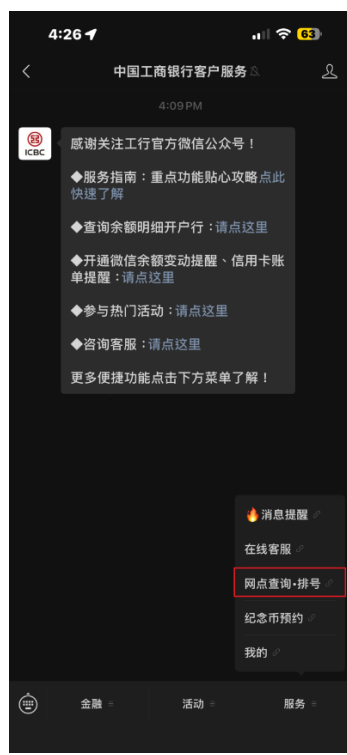 4:26
63
中国工商银行客户服务
4:09 PM
ICBC
感谢关注工行官方微信公众号！
◆服务指南：重点功能贴心攻略点此
快速了解
◆查询余额明细开户行：请点这里
◆开通微信余额变动提醒、信用卡账
单提醒：请点这里
◆参与热门活动：请点这里
◆咨询客服：请点这里
更多便捷功能点击下方菜单了解！
🔥消息提醒
在线客服
网点查询·排号
纪念币预约
我的
金融
活动
服务